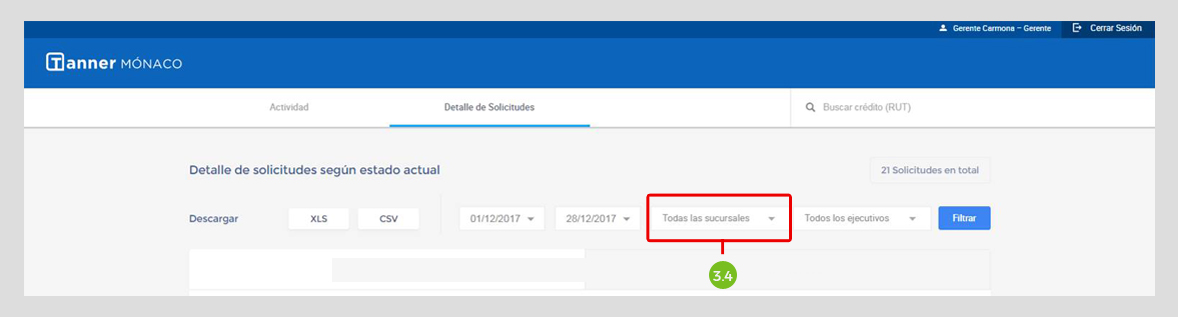 Gerente Carmona - Gerente Cerrar Sesión
Tanner MÓNACO
Actividad Detalle de Solicitudes Buscar crédito (RUT)
Detalle de solicitudes según estado actual 21 Solicitudes en total
Descargar XLS CSV 01/12/2017 28/12/2017 Todas las sucursales Todos los ejecutivos Filtrar
3.4